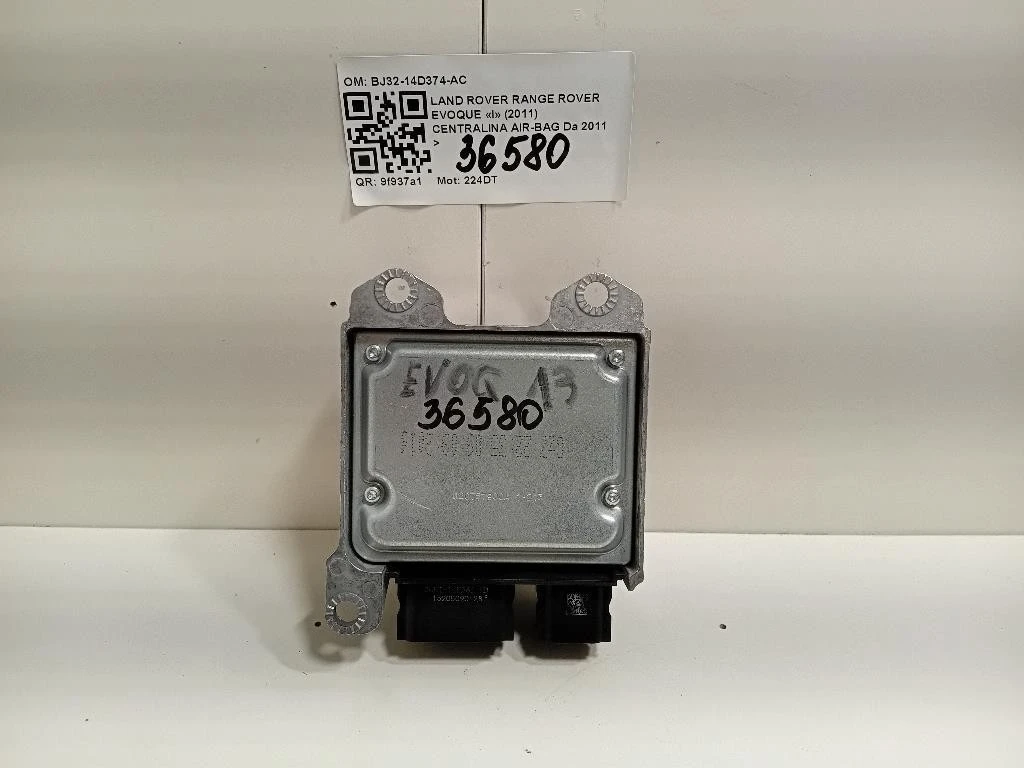 OM: BJ32-14D374-AC
LAND ROVER RANGE ROVER
EVOQUE «I» (2011)
CENTRALINA AIR-BAG Da 2011
>
36580
QR: 9f937a1 Mot: 224DT
EVOQ 13
36580